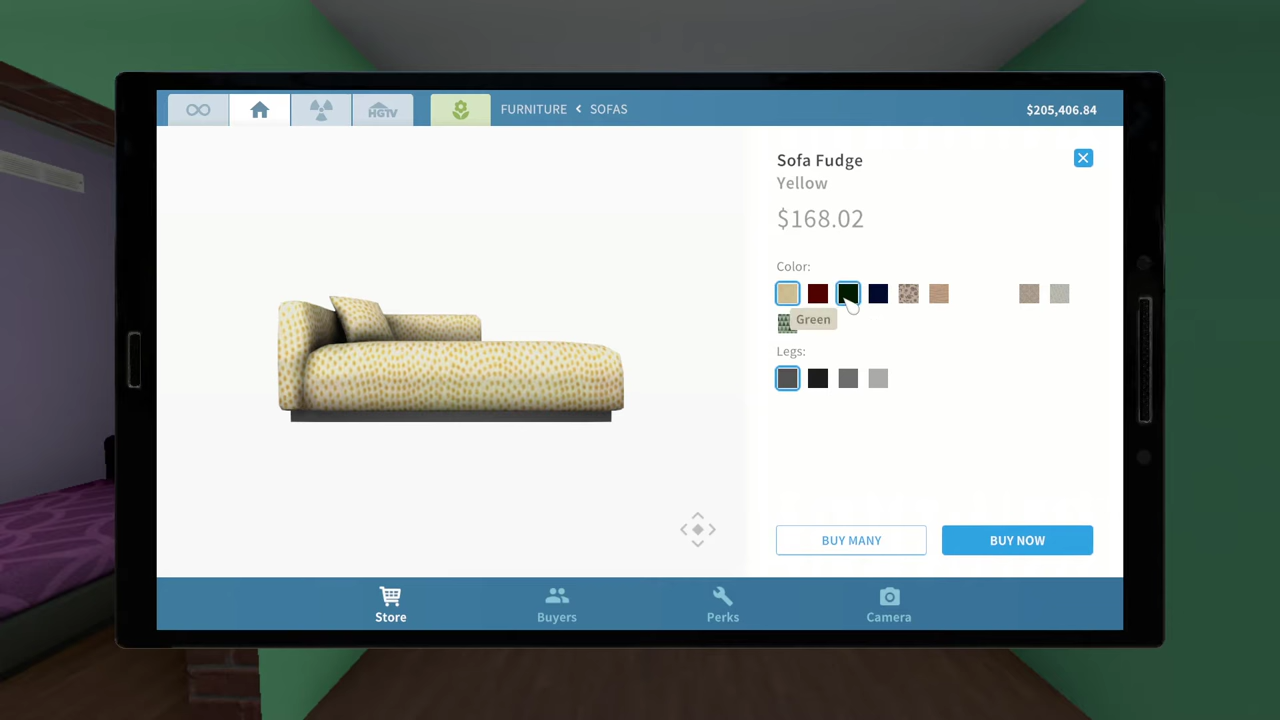 HGTV
FURNITURE < SOFAS
$205,406.84
Sofa Fudge
Yellow
$168.02
Color:
Green
Legs:
BUY MANY
BUY NOW
Store
Buyers
Perks
Camera